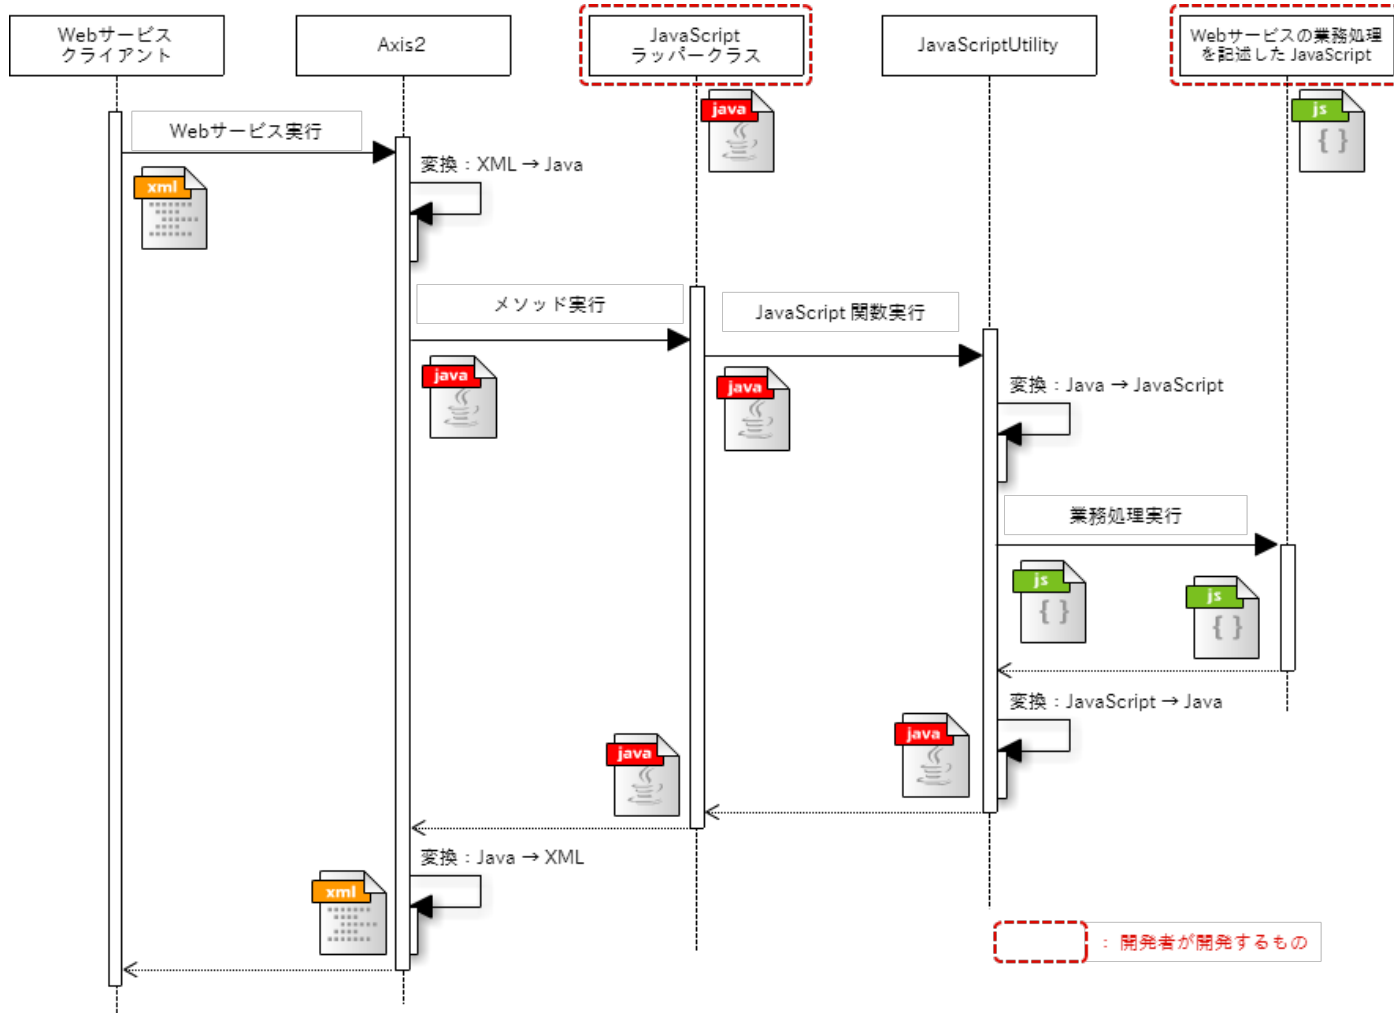 Webサービス
クライアント
Axis2
JavaScript
ラッパークラス
JavaScriptUtility
Webサービスの業務処理
を記述した JavaScript
java
js
{ }
Webサービス実行
変換：XML → Java
xml
メソッド実行
JavaScript 関数実行
java
java
変換：Java → JavaScript
業務処理実行
js
{ }
js
{ }
変換：JavaScript → Java
java
java
変換：Java → XML
xml
： 開発者が開発するもの